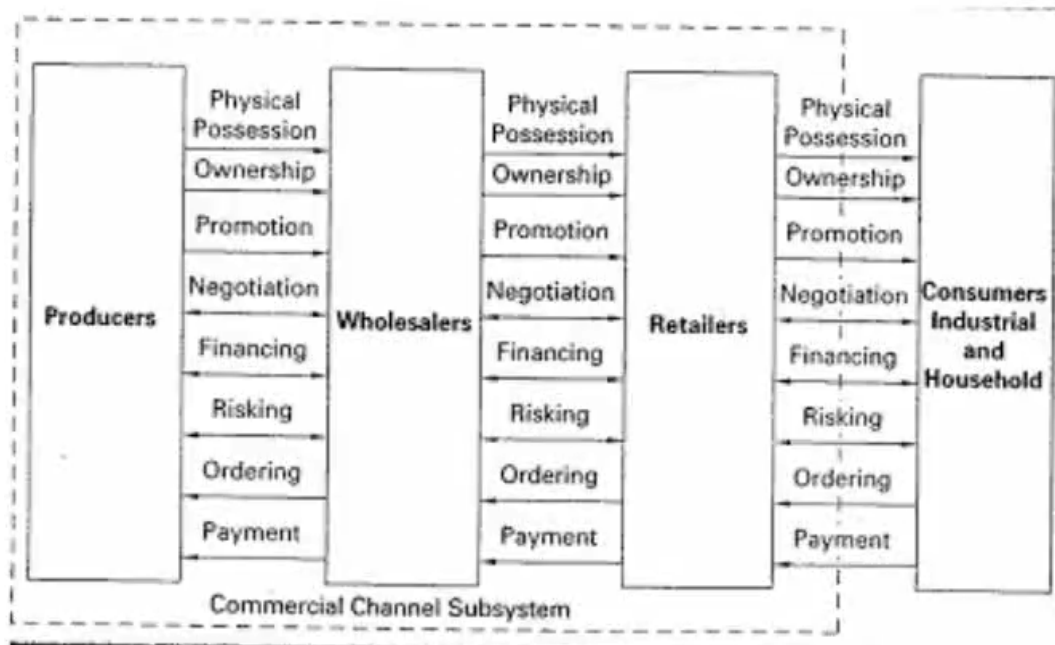 Producers
Physical
Possession
Ownership
Promotion
Negotiation
Financing
Risking
Ordering
Payment
Wholesalers
Physical
Possession
Ownership
Promotion
Negotiation
Financing
Risking
Ordering
Payment
Retailers
Physical
Possession
Ownership
Promotion
Negotiation
Financing
Risking
Ordering
Payment
Consumers
Industrial
and
Household
Commercial Channel Subsystem